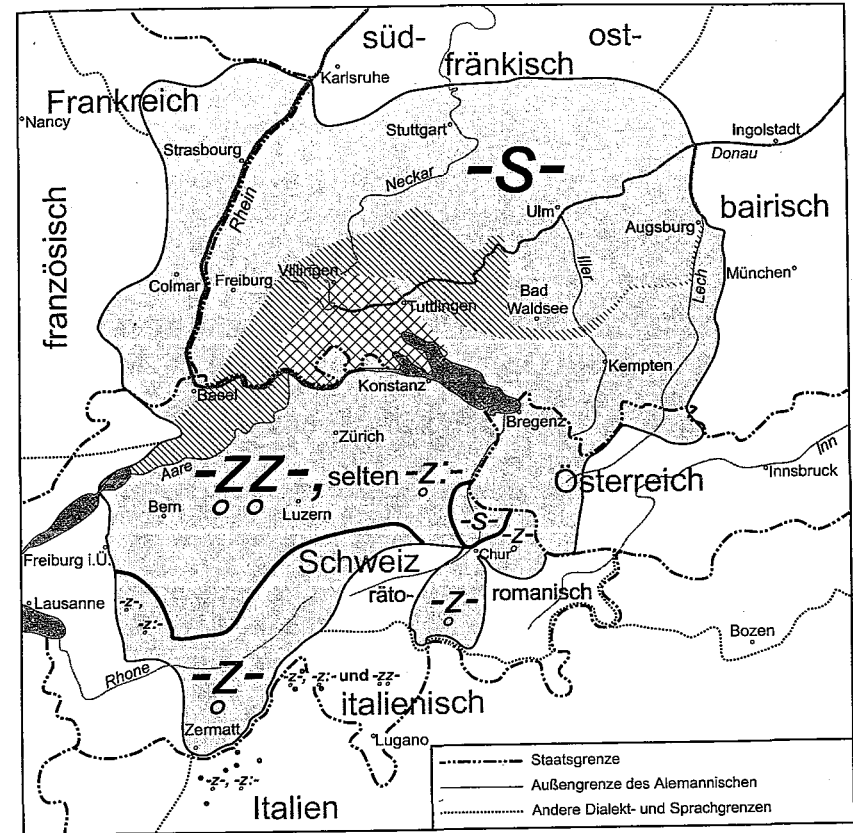 süd- ost-
fränkisch
Karlsruhe
Frankreich
Nancy
Stuttgart
Ingolstadt
Strasbourg
Donau
-s-
Neckar
Rhein
Ulm
bairisch
Augsburg
französisch
Iller
Lech
Colmar
Freiburg
Villingen
München
Tuttlingen
Bad
Waldsee
Kempten
Basel
Konstanz
Bregenz
Zürich
Inn
Aare
-z̥z̥-, selten -z̥:-
Österreich
Innsbruck
Bern
Luzern
-s-
-z̥-
Freiburg i.Ü.
Schweiz
Chur
Lausanne
-z̥-,
-z̥:-
räto-
-z̥-
romanisch
Bozen
Rhone
-z̥-
-z̥-, -z̥:- und -z̥z̥-
italienisch
Zermatt
Lugano
-z̥-, -z̥:-
Italien
Staatsgrenze
Außengrenze des Alemannischen
Andere Dialekt- und Sprachgrenzen